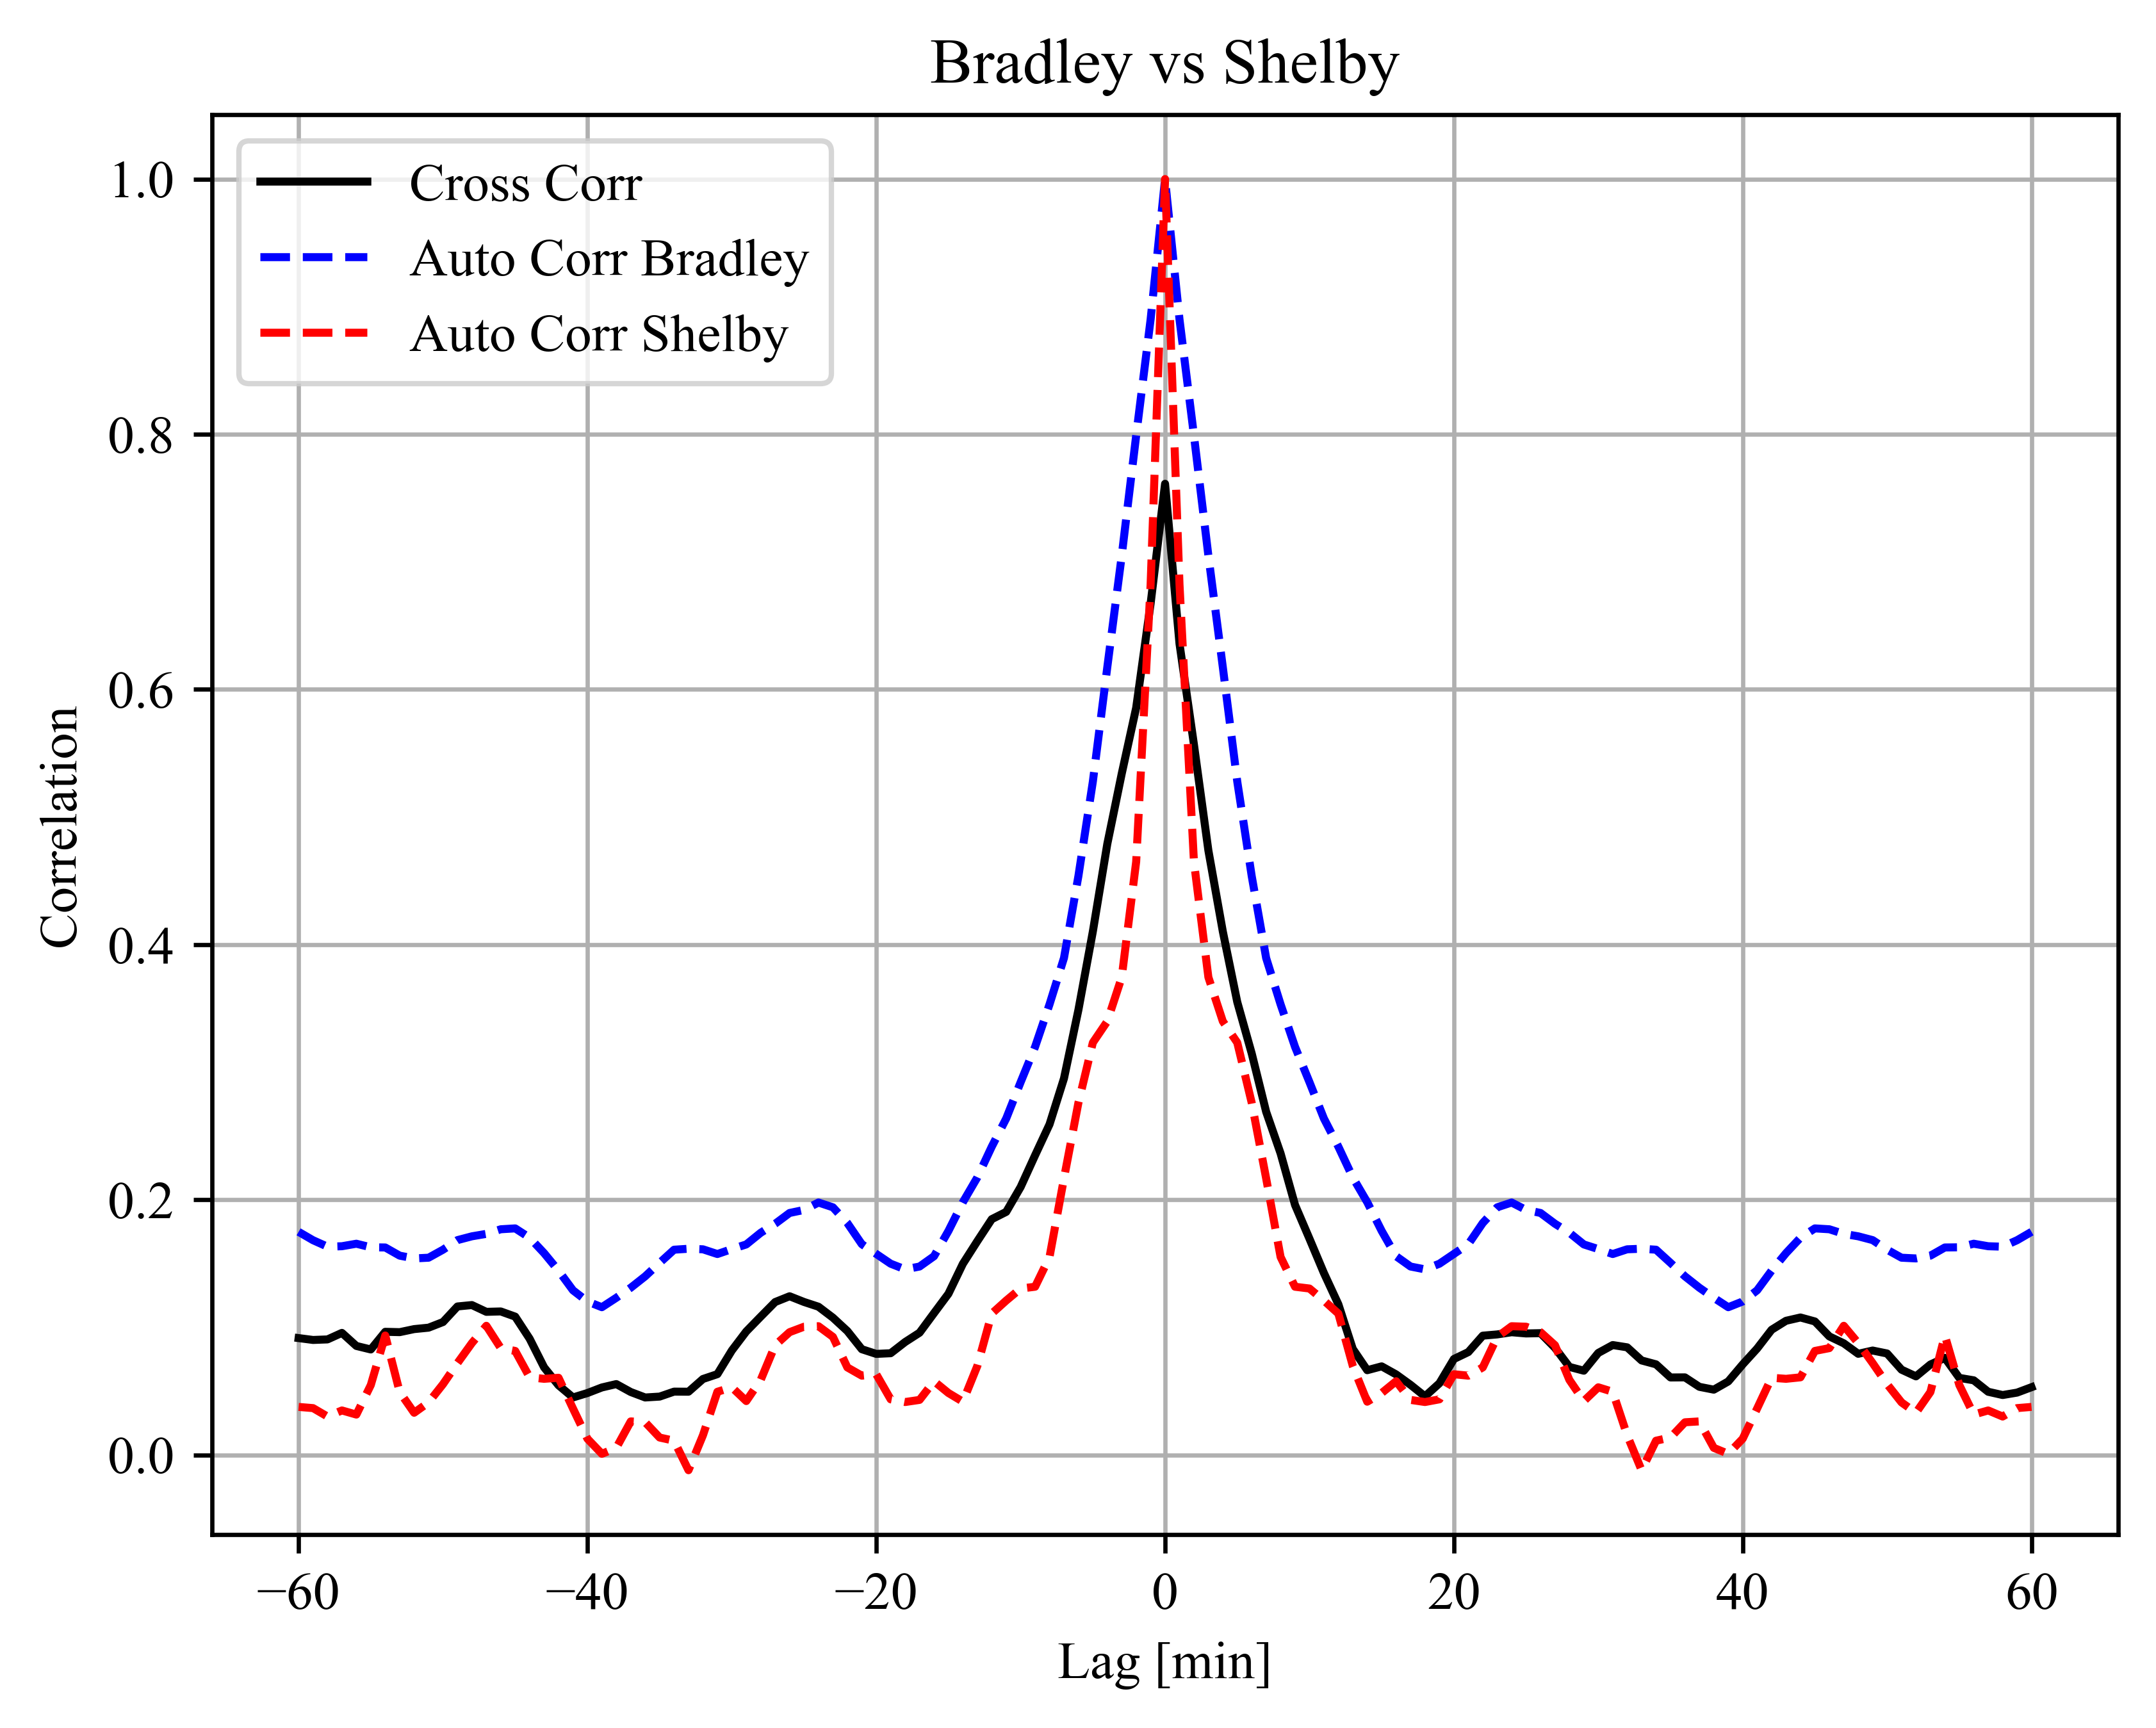 Bradley vs Shelby
Cross Corr
Auto Corr Bradley
Auto Corr Shelby
1.0
0.8
0.6
0.4
0.2
0.0
Correlation
−60 −40 −20 0 20 40 60
Lag [min]